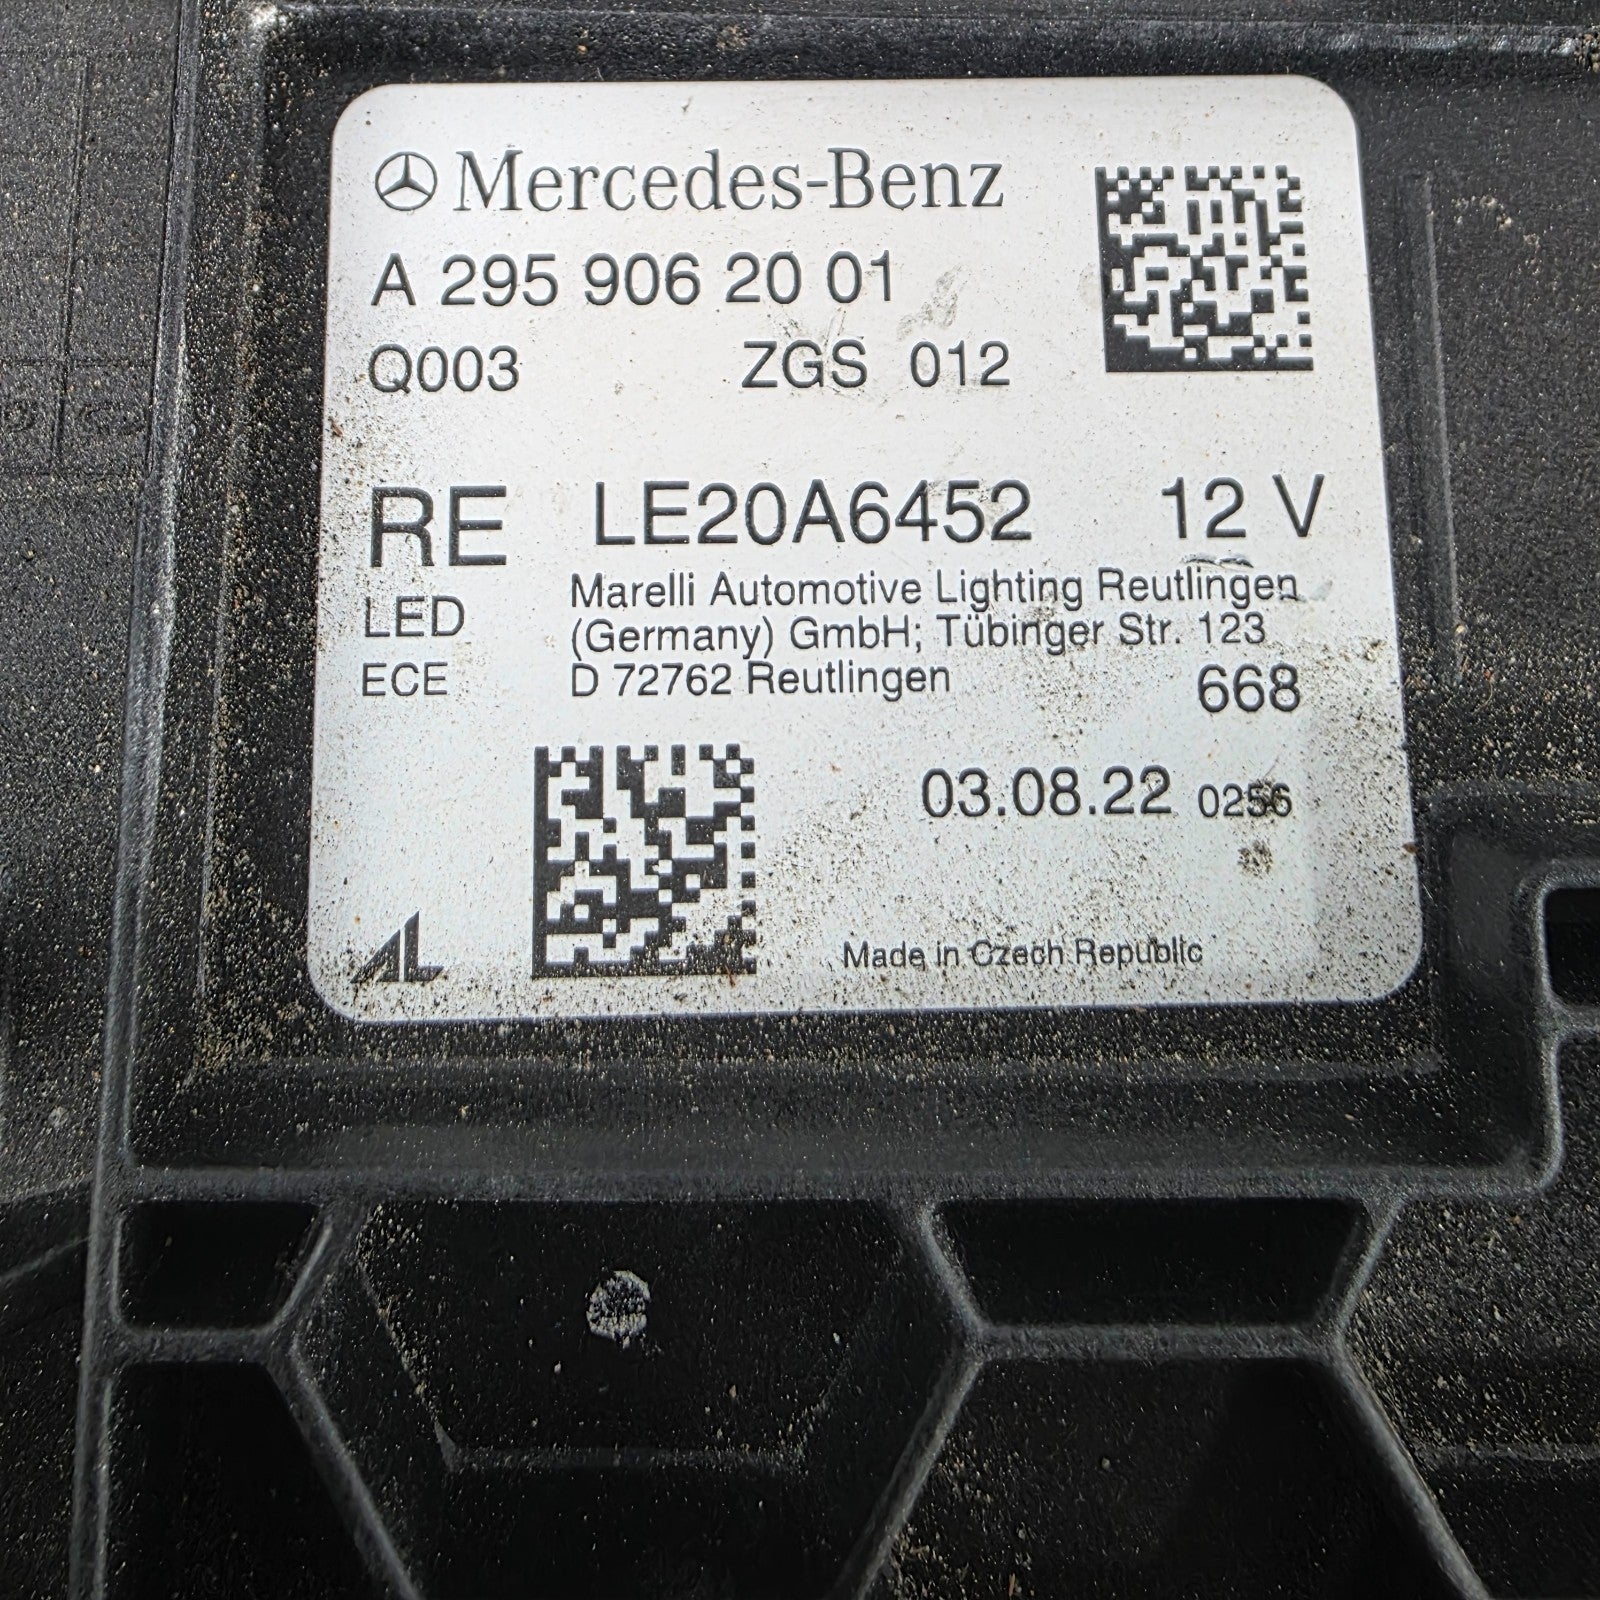 Mercedes-Benz
A 295 906 20 01
Q003 ZGS 012
RE LE20A6452 12 V
LED
ECE
Marelli Automotive Lighting Reutlingen
(Germany) GmbH; Tübinger Str. 123
D 72762 Reutlingen
668
03.08.22 0256
AL
Made in Czech Republic